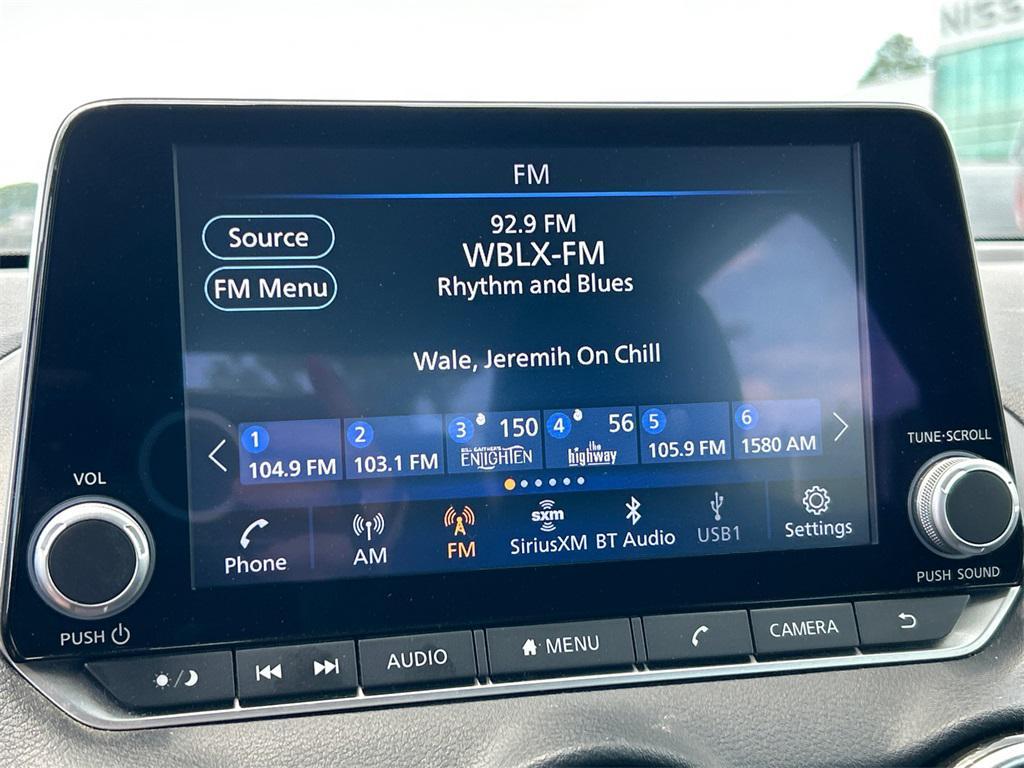 NISS
FM
92.9 FM
WBLX-FM
Rhythm and Blues
Source
FM Menu
Wale, Jeremih On Chill
1
104.9 FM
2
103.1 FM
3 150
ENLIGHTEN
4 56
the
highway
5
105.9 FM
6
1580 AM
Phone
AM
FM
sxm
SiriusXM
BT Audio
USB1
Settings
VOL
PUSH
TUNE·SCROLL
PUSH SOUND
AUDIO
MENU
CAMERA